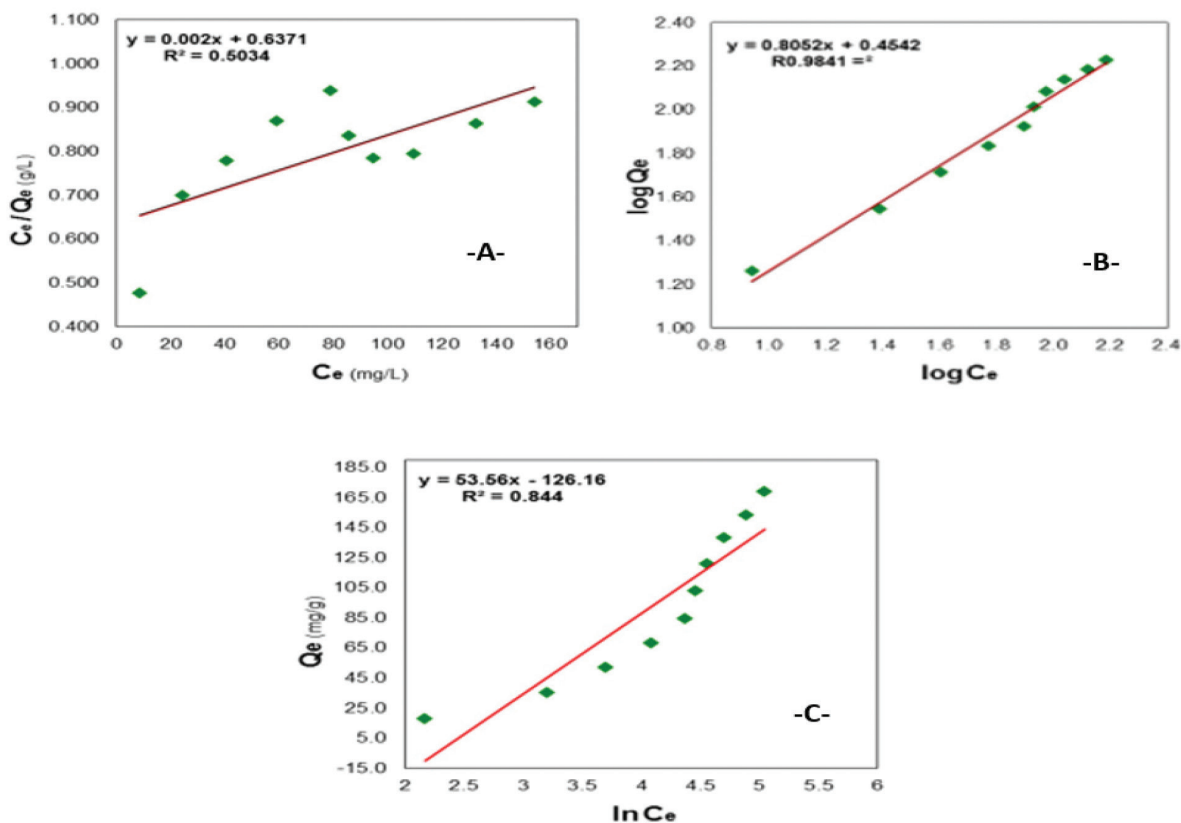 y = 0.002x + 0.6371
R² = 0.5034
1.100
1.000
0.900
0.800
0.700
0.600
0.500
0.400
Ce/Qe (g/L)
-A-
0 20 40 60 80 100 120 140 160
Ce (mg/L)
y = 0.8052x + 0.4542
R0.9841 =²
2.40
2.20
2.00
1.80
1.60
1.40
1.20
1.00
logQe
-B-
0.8 1.0 1.2 1.4 1.6 1.8 2.0 2.2 2.4
logCe
y = 53.56x - 126.16
R² = 0.844
185.0
165.0
145.0
125.0
105.0
85.0
65.0
45.0
25.0
5.0
-15.0
Qe (mg/g)
-C-
2 2.5 3 3.5 4 4.5 5 5.5 6
lnCe